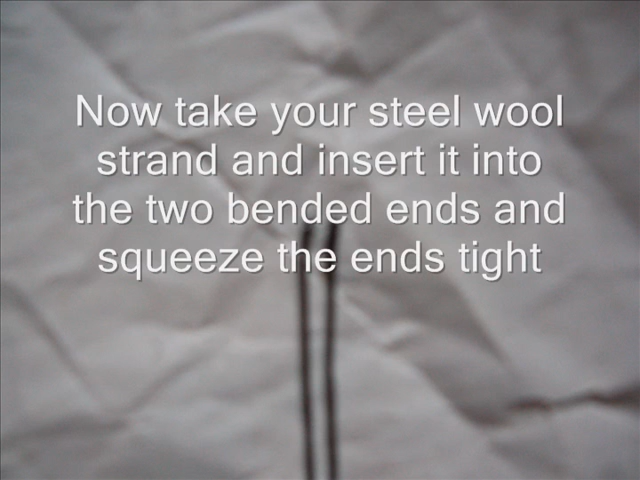 Now take your steel wool
strand and insert it into
the two bended ends and
squeeze the ends tight